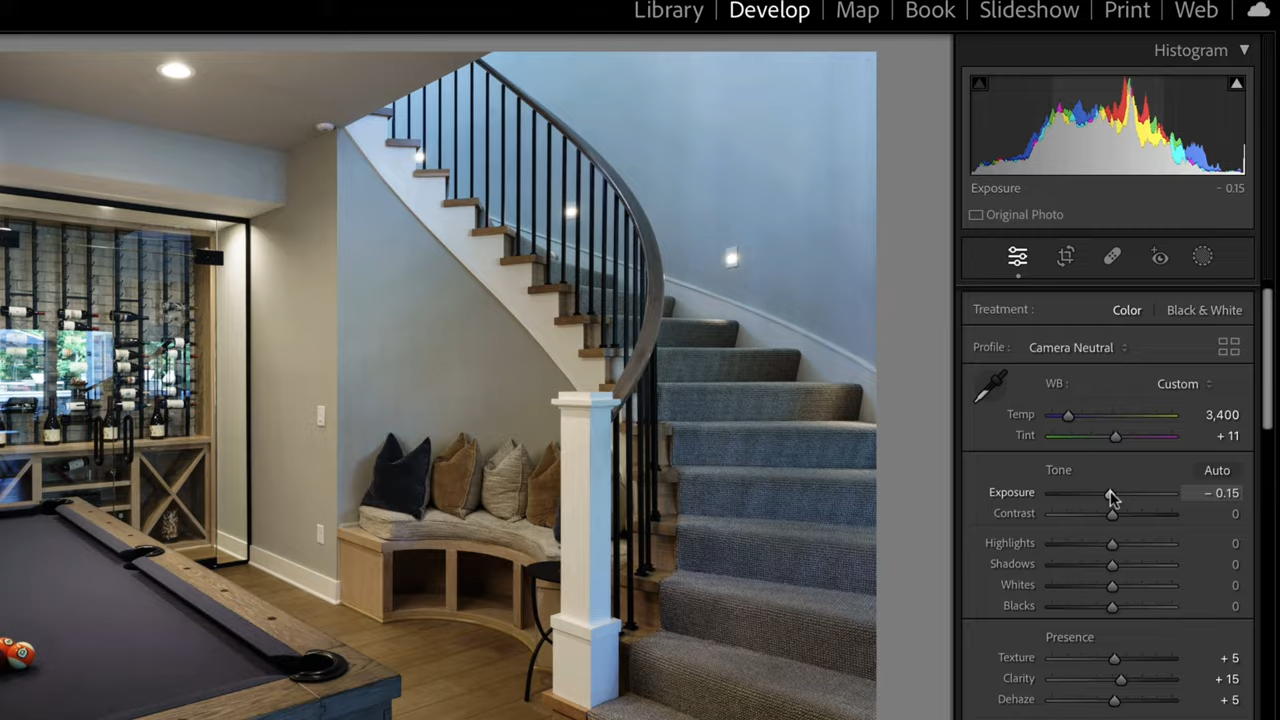 Library | Develop | Map | Book | Slideshow | Print | Web |
Histogram ▼
Exposure − 0.15
Original Photo
Treatment : Color | Black & White
Profile : Camera Neutral
WB : Custom
Temp 3,400
Tint + 11
Tone Auto
Exposure − 0.15
Contrast 0
Highlights 0
Shadows 0
Whites 0
Blacks 0
Presence
Texture + 5
Clarity + 15
Dehaze + 5